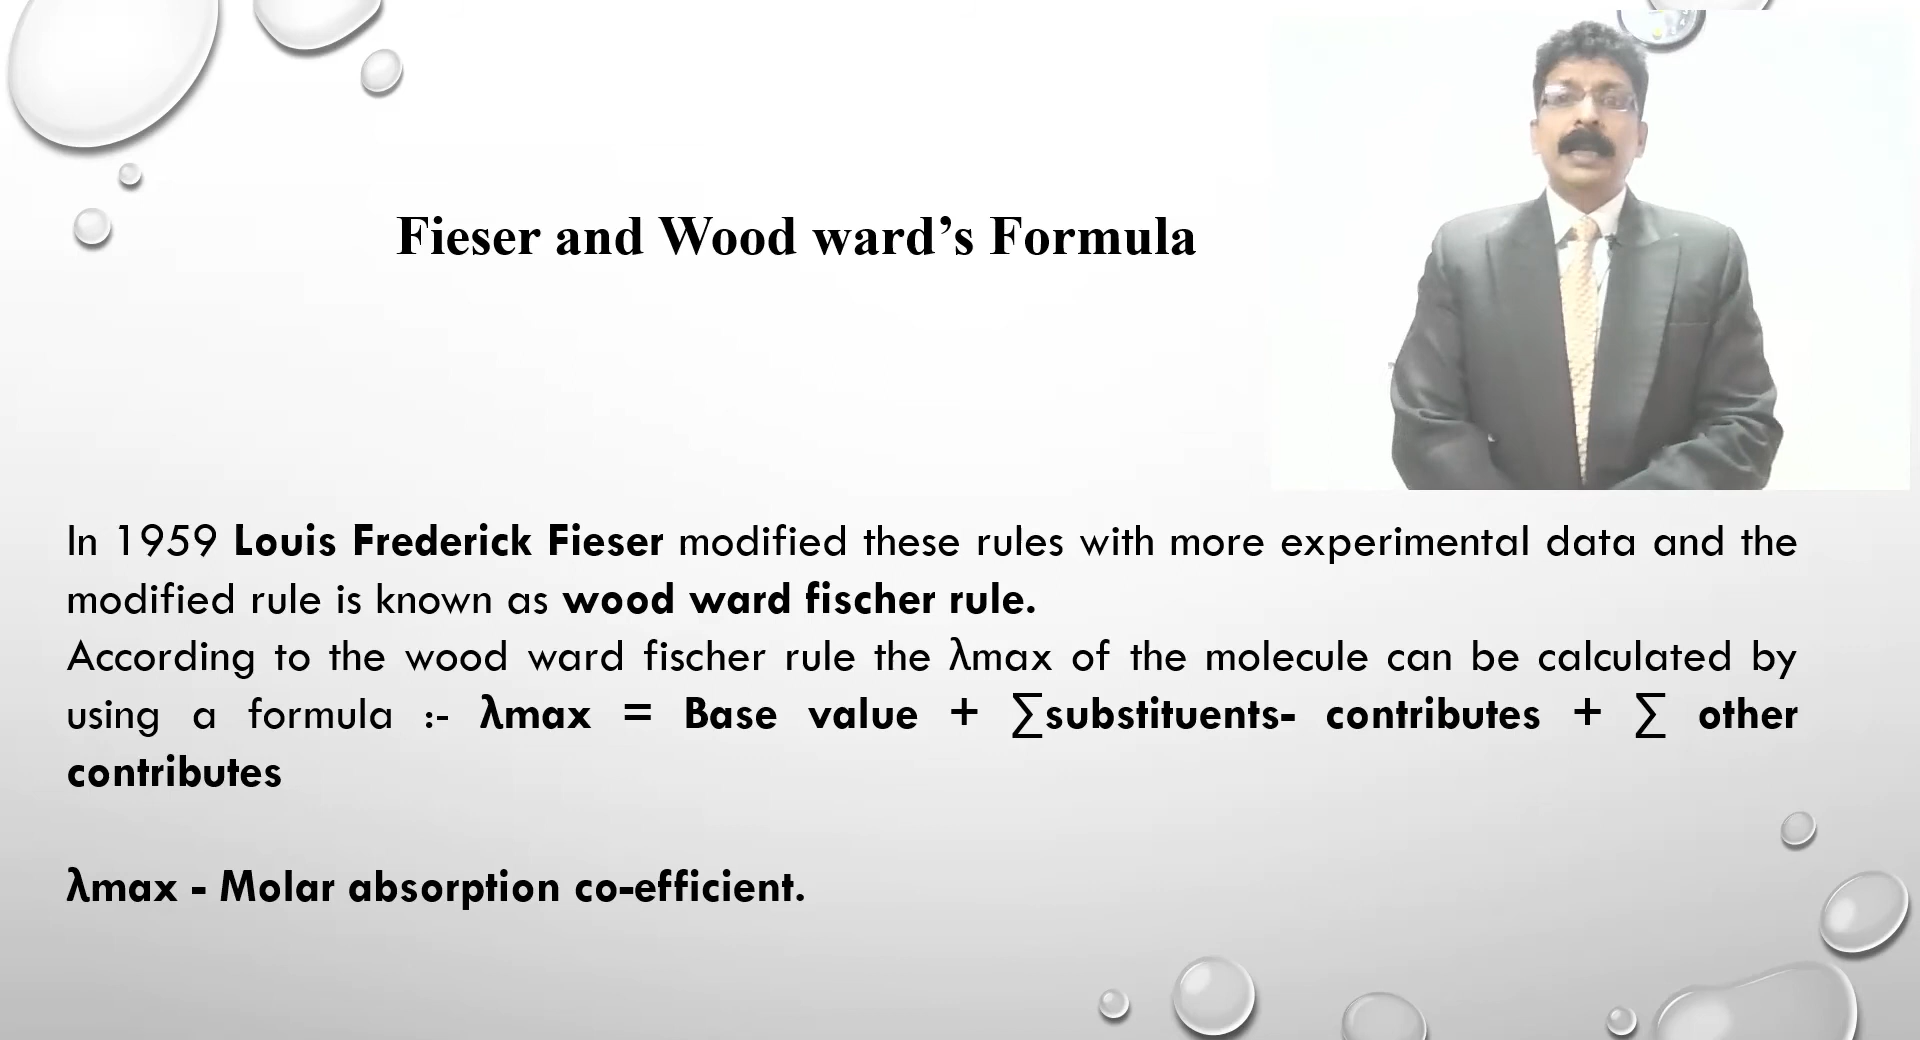 Fieser and Wood ward’s Formula
In 1959 Louis Frederick Fieser modified these rules with more experimental data and the
modified rule is known as wood ward fischer rule.
According to the wood ward fischer rule the λmax of the molecule can be calculated by
using a formula :- λmax = Base value + ∑substituents- contributes + ∑ other
contributes
λmax - Molar absorption co-efficient.